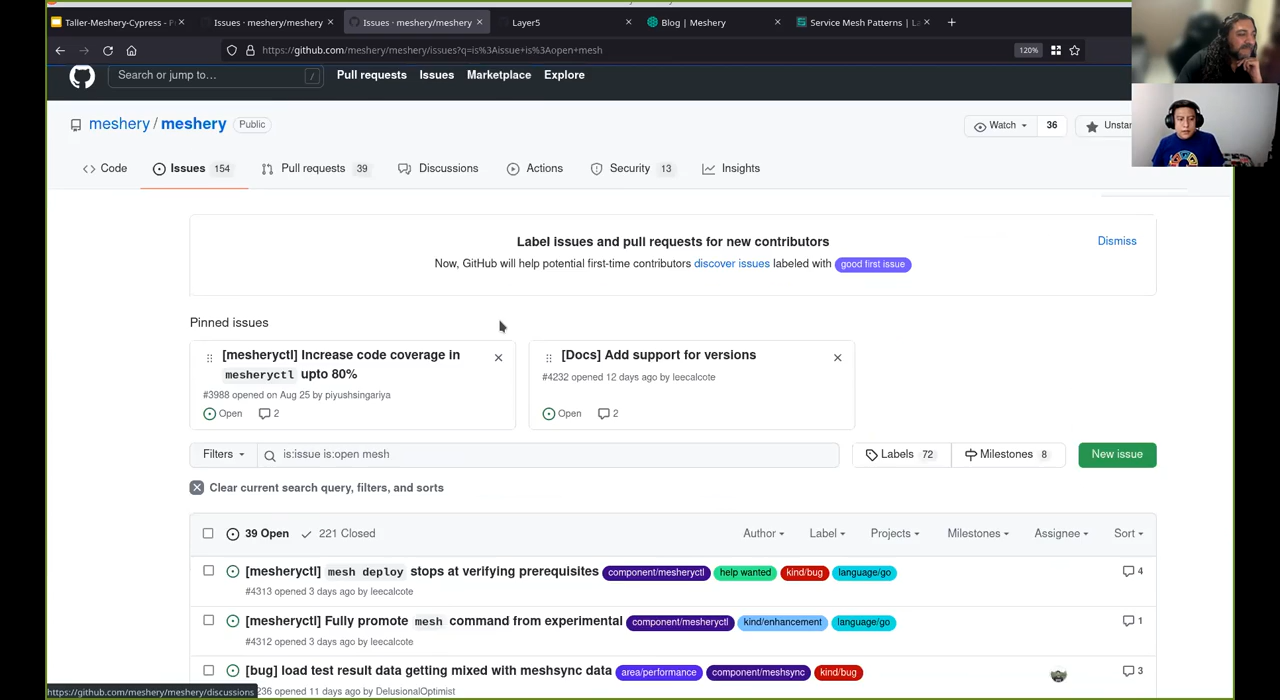 Taller-Meshery-Cypress - F
Issues · meshery/meshery
Issues · meshery/meshery
Layer5
Blog | Meshery
Service Mesh Patterns | La
https://github.com/meshery/meshery/issues?q=is%3Aissue+is%3Aopen+mesh
120%
Search or jump to…
/
Pull requests
Issues
Marketplace
Explore
meshery / meshery
Public
Watch
36
Unstar
Code
Issues 154
Pull requests 39
Discussions
Actions
Security 13
Insights
Label issues and pull requests for new contributors
Dismiss
Now, GitHub will help potential first-time contributors discover issues labeled with good first issue
Pinned issues
[mesheryctl] Increase code coverage in
mesheryctl upto 80%
#3988 opened on Aug 25 by piyushsingariya
Open 2
[Docs] Add support for versions
#4232 opened 12 days ago by leecalcote
Open 2
Filters
is:issue is:open mesh
Labels 72
Milestones 8
New issue
Clear current search query, filters, and sorts
39 Open
221 Closed
Author
Label
Projects
Milestones
Assignee
Sort
[mesheryctl] mesh deploy stops at verifying prerequisites component/mesheryctl help wanted kind/bug language/go
4
#4313 opened 3 days ago by leecalcote
[mesheryctl] Fully promote mesh command from experimental component/mesheryctl kind/enhancement language/go
1
#4312 opened 3 days ago by leecalcote
[bug] load test result data getting mixed with meshsync data area/performance component/meshsync kind/bug
3
236 opened 11 days ago by DelusionalOptimist
https://github.com/meshery/meshery/discussions